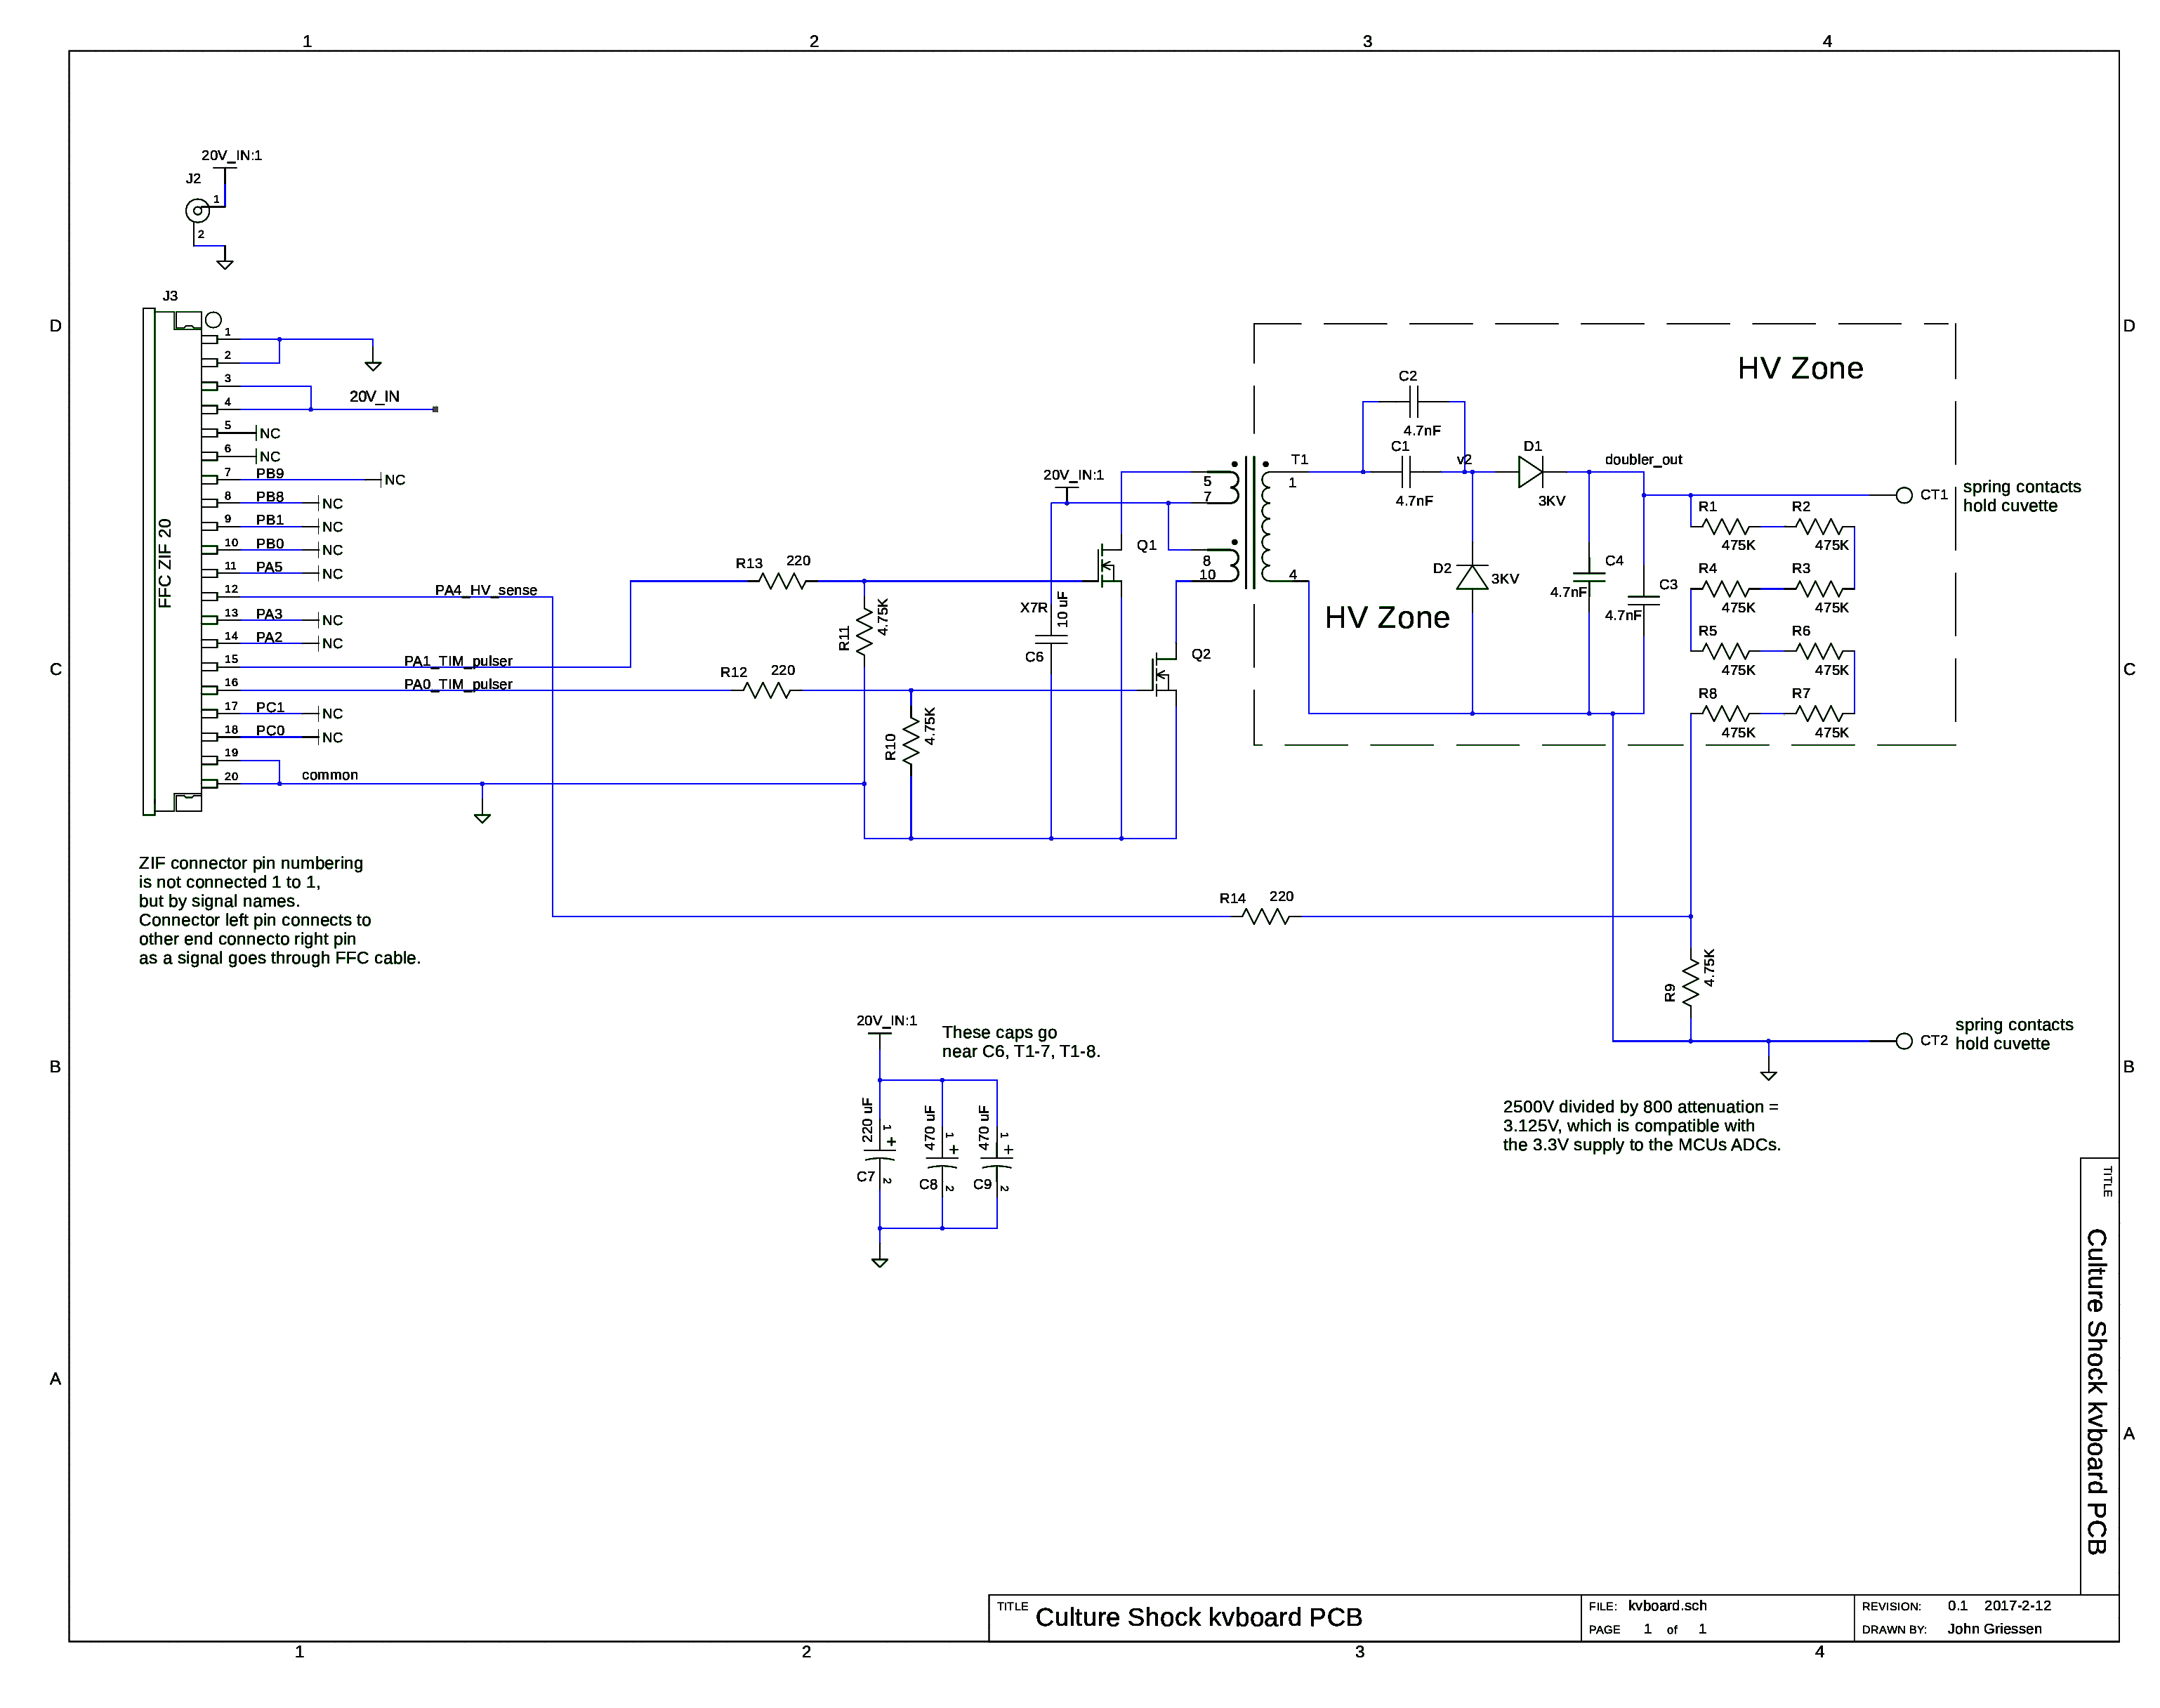 1
2
3
4
D
C
B
A
D
C
B
A
20V_IN:1
J2
1
2
J3
FFC ZIF 20
1
2
3
4
20V_IN
5
NC
6
NC
7
PB9
NC
8
PB8
NC
9
PB1
NC
10
PB0
NC
11
PA5
NC
12
PA4_HV_sense
13
PA3
NC
14
PA2
NC
15
PA1_TIM_pulser
16
PA0_TIM_pulser
17
PC1
NC
18
PC0
NC
19
20
common
ZIF connector pin numbering
is not connected 1 to 1,
but by signal names.
Connector left pin connects to
other end connecto right pin
as a signal goes through FFC cable.
R13
220
R11
4.75K
R12
220
R10
4.75K
20V_IN:1
X7R
10 uF
C6
Q1
Q2
5
7
8
10
T1
1
4
HV Zone
HV Zone
C2
4.7nF
C1
4.7nF
v2
D1
3KV
D2
3KV
doubler_out
C4
4.7nF
C3
4.7nF
R1
475K
R2
475K
R4
475K
R3
475K
R5
475K
R6
475K
R8
475K
R7
475K
CT1
spring contacts
hold cuvette
R14
220
R9
4.75K
CT2
spring contacts
hold cuvette
2500V divided by 800 attenuation =
3.125V, which is compatible with
the 3.3V supply to the MCUs ADCs.
20V_IN:1
These caps go
near C6, T1-7, T1-8.
220 uF
1
+
C7
2
470 uF
1
+
C8
2
470 uF
1
+
C9
2
TITLE
Culture Shock kvboard PCB
TITLE
Culture Shock kvboard PCB
FILE: kvboard.sch
PAGE 1 of 1
REVISION: 0.1 2017-2-12
DRAWN BY: John Griessen
1
2
3
4